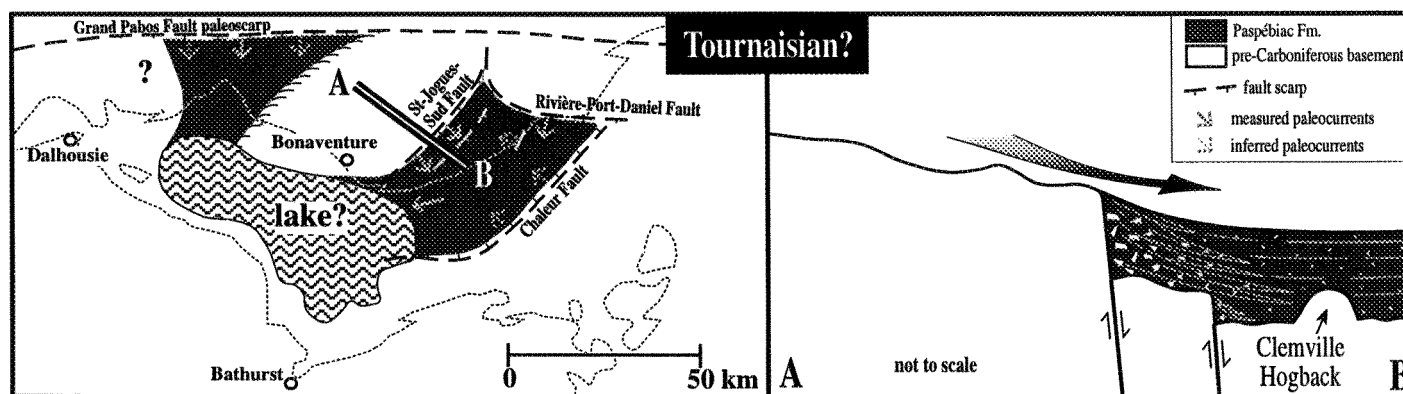 Grand Pabos Fault paleoscarp
Tournaisian?
?
A
St-Jogues-
Sud Fault
Rivière-Port-Daniel Fault
Dalhousie
Bonaventure
B
lake?
Chaleur Fault
Bathurst
0
50 km
Paspébiac Fm.
pre-Carboniferous basement
fault scarp
measured paleocurrents
inferred paleocurrents
A
not to scale
Clemville
Hogback
B